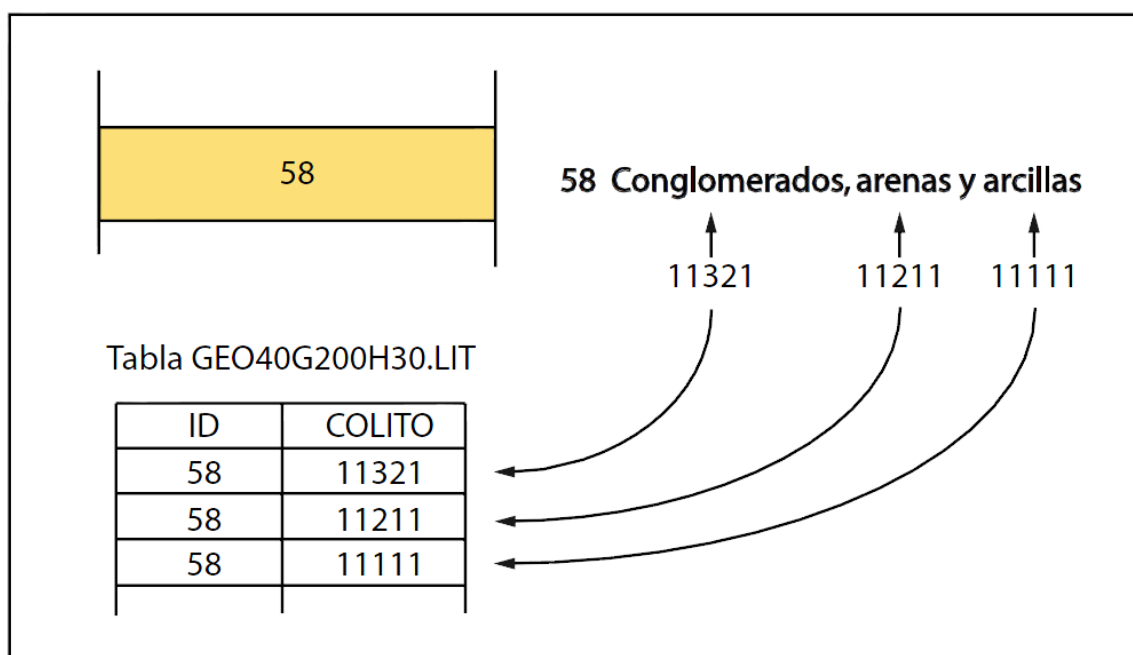 58
58 Conglomerados, arenas y arcillas
11321 11211 11111
Tabla GEO40G200H30.LIT
ID COLITO
58 11321
58 11211
58 11111